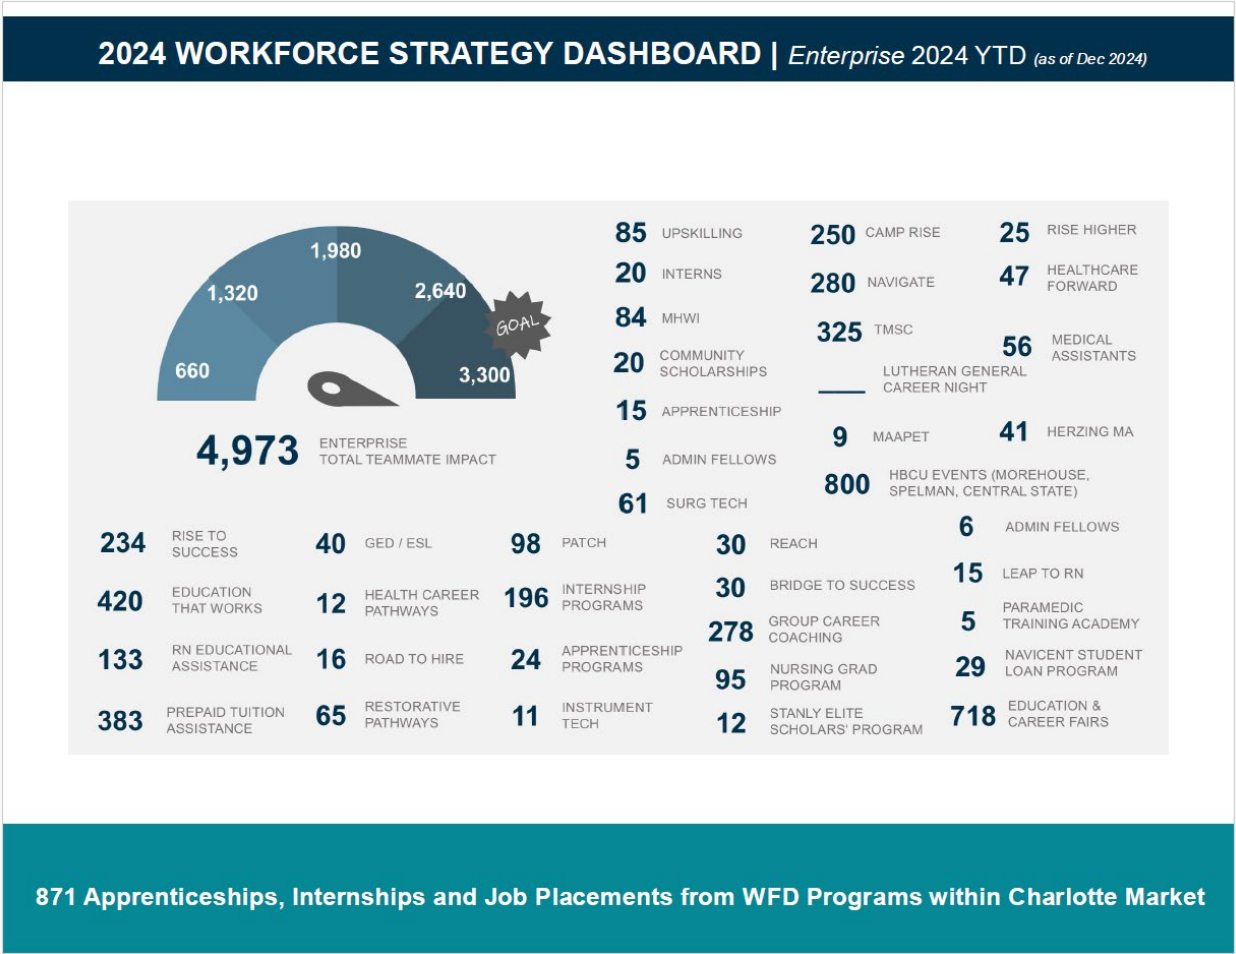 2024 WORKFORCE STRATEGY DASHBOARD | Enterprise 2024 YTD (as of Dec 2024)
660
1,320
1,980
2,640
3,300
GOAL
4,973 ENTERPRISE
TOTAL TEAMMATE IMPACT
85 UPSKILLING
20 INTERNS
84 MHWI
20 COMMUNITY
SCHOLARSHIPS
15 APPRENTICESHIP
5 ADMIN FELLOWS
61 SURG TECH
250 CAMP RISE
280 NAVIGATE
325 TMSC
LUTHERAN GENERAL
CAREER NIGHT
9 MAAPET
800 HBCU EVENTS (MOREHOUSE,
SPELMAN, CENTRAL STATE)
25 RISE HIGHER
47 HEALTHCARE
FORWARD
56 MEDICAL
ASSISTANTS
41 HERZING MA
234 RISE TO
SUCCESS
420 EDUCATION
THAT WORKS
133 RN EDUCATIONAL
ASSISTANCE
383 PREPAID TUITION
ASSISTANCE
40 GED / ESL
12 HEALTH CAREER
PATHWAYS
16 ROAD TO HIRE
65 RESTORATIVE
PATHWAYS
98 PATCH
196 INTERNSHIP
PROGRAMS
24 APPRENTICESHIP
PROGRAMS
11 INSTRUMENT
TECH
30 REACH
30 BRIDGE TO SUCCESS
278 GROUP CAREER
COACHING
95 NURSING GRAD
PROGRAM
12 STANLY ELITE
SCHOLARS' PROGRAM
6 ADMIN FELLOWS
15 LEAP TO RN
5 PARAMEDIC
TRAINING ACADEMY
29 NAVICENT STUDENT
LOAN PROGRAM
718 EDUCATION &
CAREER FAIRS
871 Apprenticeships, Internships and Job Placements from WFD Programs within Charlotte Market